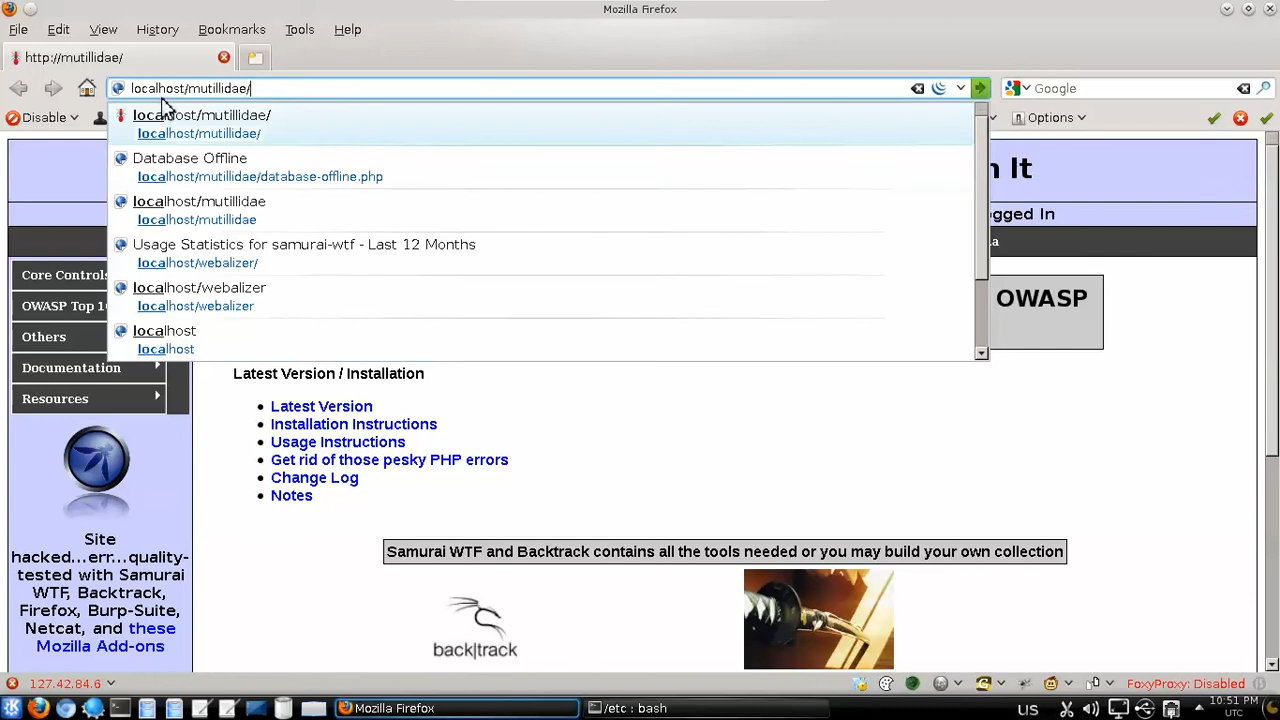 Mozilla Firefox
File Edit View History Bookmarks Tools Help
http://mutillidae/
localhost/mutillidae/
Google
Disable
Options
localhost/mutillidae/
localhost/mutillidae/
Database Offline
localhost/mutillidae/database-offline.php
localhost/mutillidae
localhost/mutillidae
Usage Statistics for samurai-wtf - Last 12 Months
localhost/webalizer/
localhost/webalizer
localhost/webalizer
localhost
localhost
It
gged In
a
OWASP
Core Controls
OWASP Top 1
Others
Documentation
Resources
Latest Version / Installation
Latest Version
Installation Instructions
Usage Instructions
Get rid of those pesky PHP errors
Change Log
Notes
Samurai WTF and Backtrack contains all the tools needed or you may build your own collection
back|track
Site
hacked...err...quality-
tested with Samurai
WTF, Backtrack,
Firefox, Burp-Suite,
Netcat, and these
Mozilla Add-ons
127.42.84.6
FoxyProxy: Disabled
Mozilla Firefox
/etc : bash
US
10:51 PM
UTC